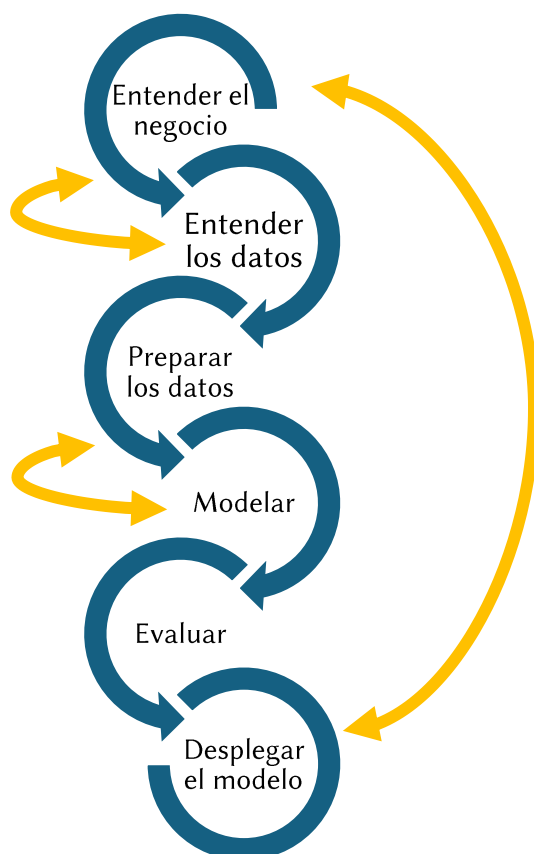 Entender el
negocio
Entender
los datos
Preparar
los datos
Modelar
Evaluar
Desplegar
el modelo